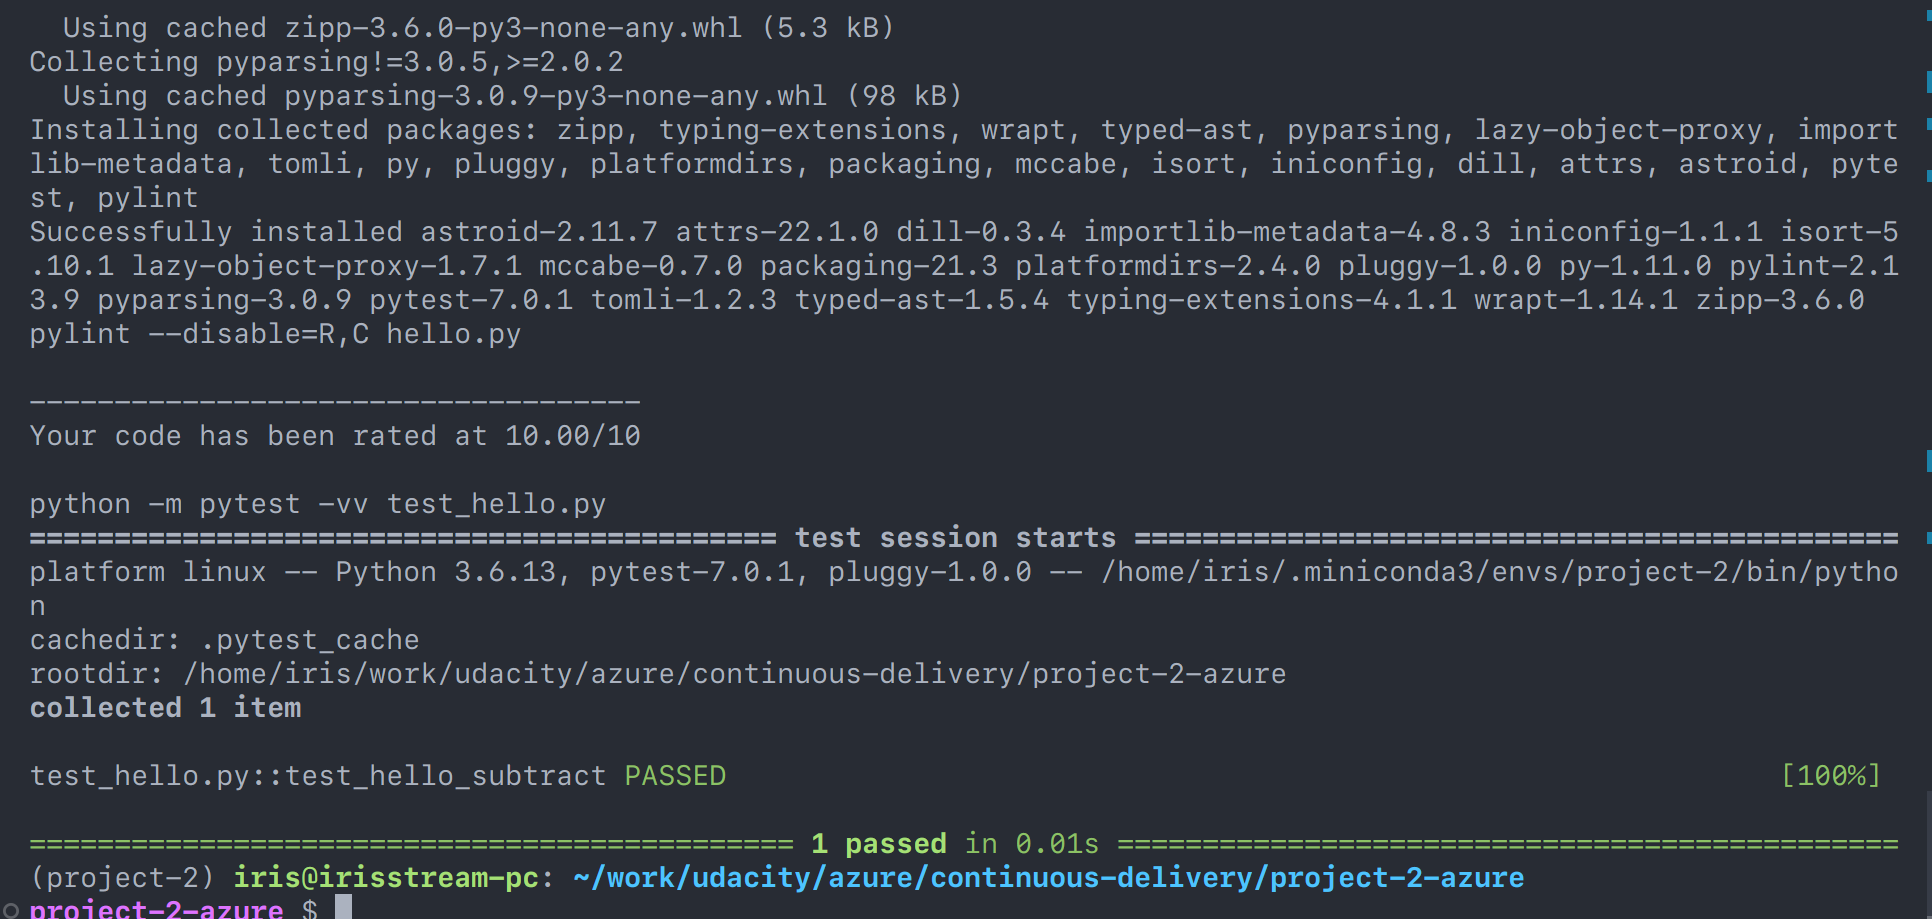 Using cached zipp-3.6.0-py3-none-any.whl (5.3 kB)
Collecting pyparsing!=3.0.5,>=2.0.2
Using cached pyparsing-3.0.9-py3-none-any.whl (98 kB)
Installing collected packages: zipp, typing-extensions, wrapt, typed-ast, pyparsing, lazy-object-proxy, import
lib-metadata, tomli, py, pluggy, platformdirs, packaging, mccabe, isort, iniconfig, dill, attrs, astroid, pyte
st, pylint
Successfully installed astroid-2.11.7 attrs-22.1.0 dill-0.3.4 importlib-metadata-4.8.3 iniconfig-1.1.1 isort-5
.10.1 lazy-object-proxy-1.7.1 mccabe-0.7.0 packaging-21.3 platformdirs-2.4.0 pluggy-1.0.0 py-1.11.0 pylint-2.1
3.9 pyparsing-3.0.9 pytest-7.0.1 tomli-1.2.3 typed-ast-1.5.4 typing-extensions-4.1.1 wrapt-1.14.1 zipp-3.6.0
pylint --disable=R,C hello.py
------------------------------------
Your code has been rated at 10.00/10
python -m pytest -vv test_hello.py
============================================ test session starts =============================================
platform linux -- Python 3.6.13, pytest-7.0.1, pluggy-1.0.0 -- /home/iris/.miniconda3/envs/project-2/bin/pytho
n
cachedir: .pytest_cache
rootdir: /home/iris/work/udacity/azure/continuous-delivery/project-2-azure
collected 1 item
test_hello.py::test_hello_subtract PASSED [100%]
============================================= 1 passed in 0.01s ==============================================
(project-2) iris@irisstream-pc: ~/work/udacity/azure/continuous-delivery/project-2-azure
project-2-azure $